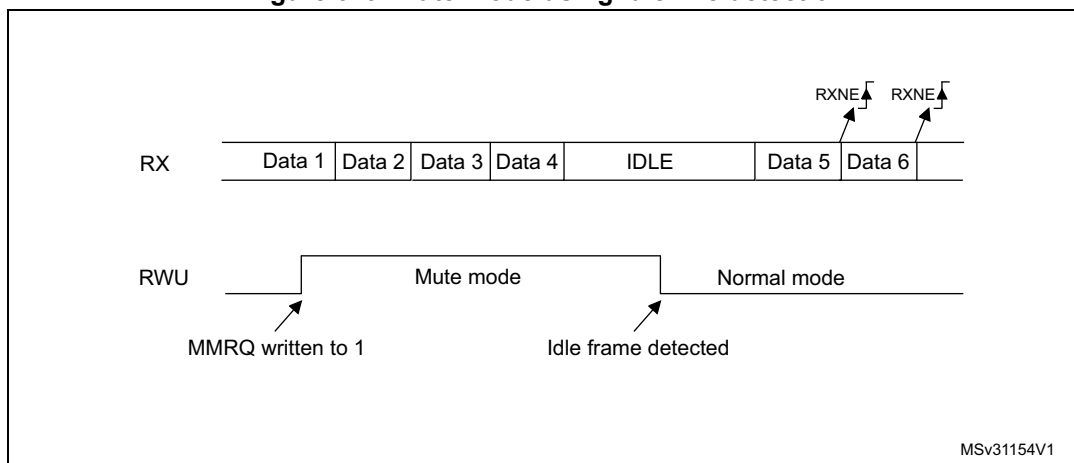 RXNE RXNE
RX Data 1 Data 2 Data 3 Data 4 IDLE Data 5 Data 6
RWU Mute mode Normal mode
MMRQ written to 1 Idle frame detected
MSv31154V1